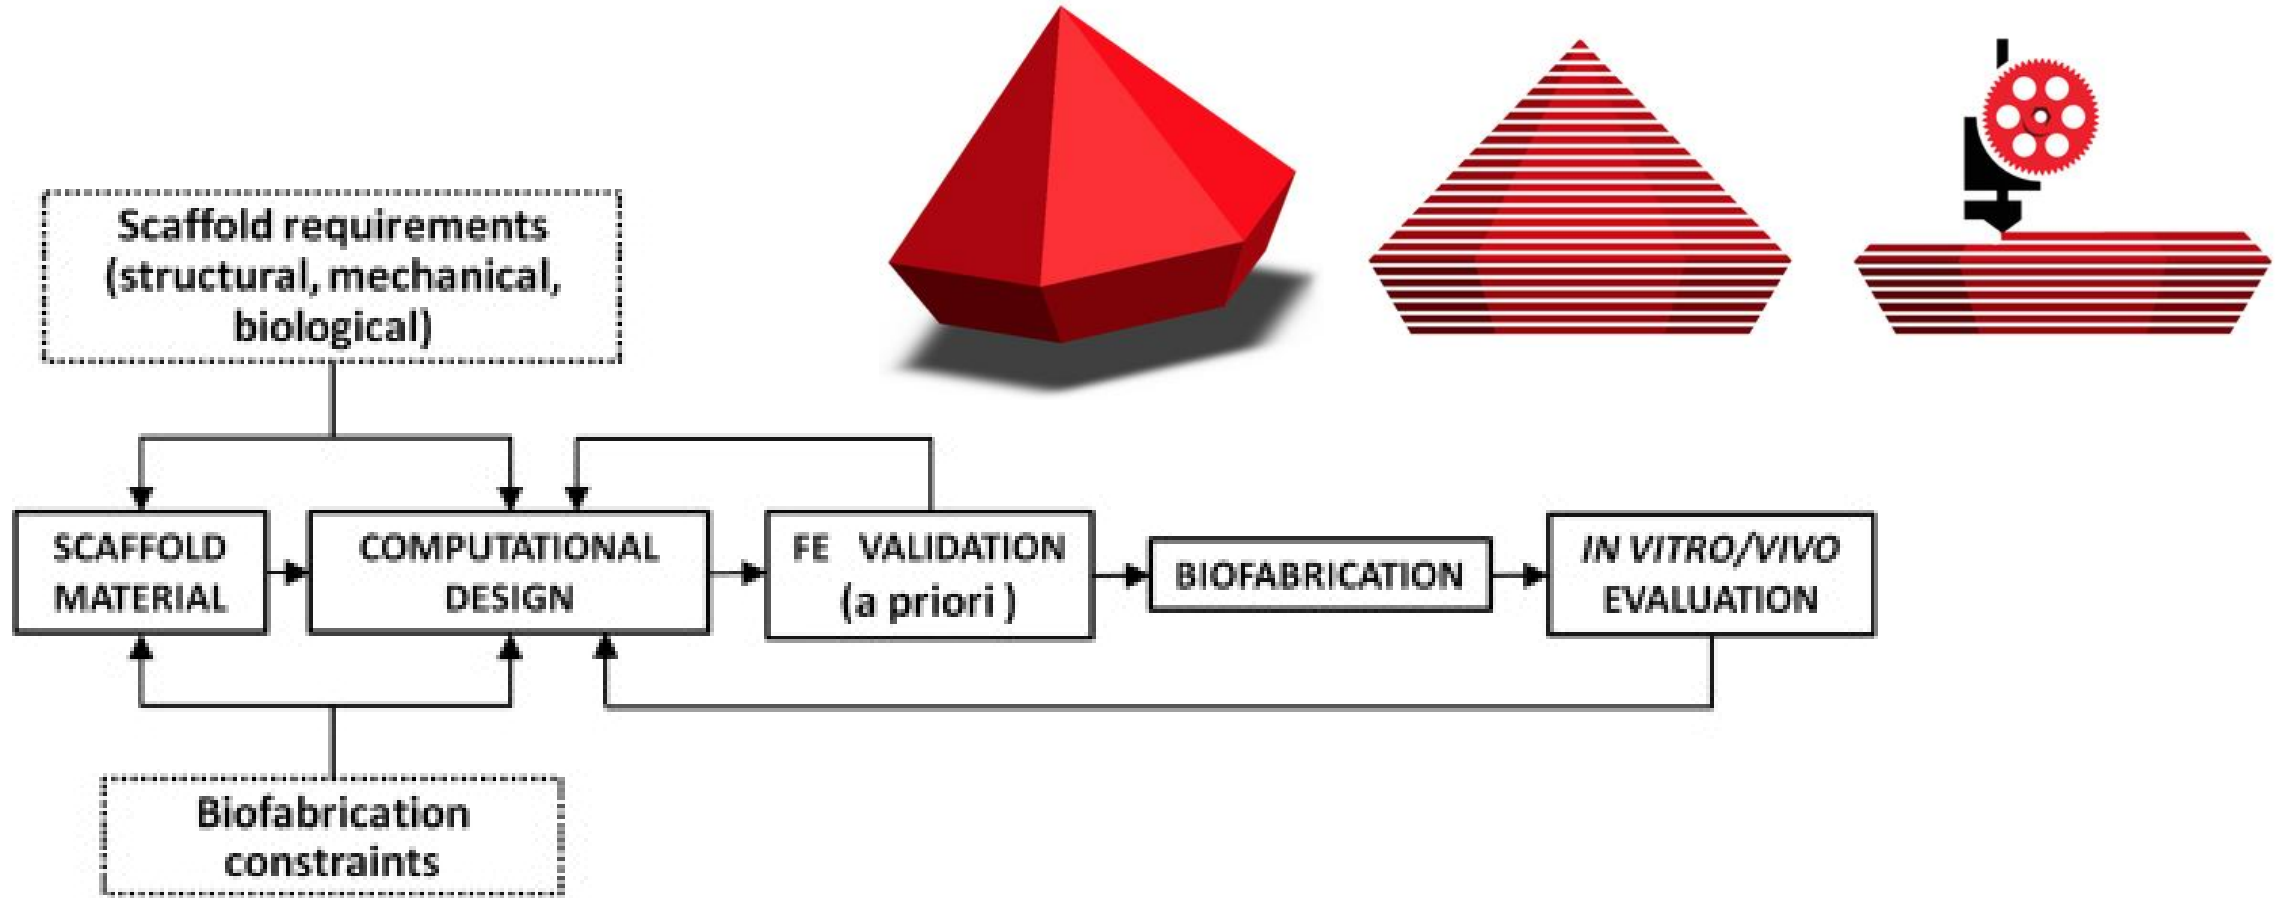 Scaffold requirements
(structural, mechanical,
biological)
SCAFFOLD
MATERIAL
COMPUTATIONAL
DESIGN
FE VALIDATION
(a priori )
BIOFABRICATION
IN VITRO/VIVO
EVALUATION
Biofabrication
constraints